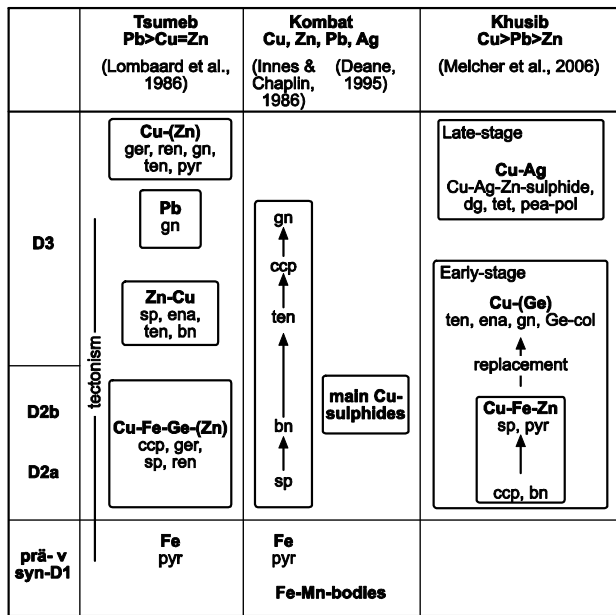 Tsumeb
Pb>Cu=Zn
(Lombaard et al.,
1986)
Kombat
Cu, Zn, Pb, Ag
(Innes &
Chaplin,
1986)
(Deane,
1995)
Khusib
Cu>Pb>Zn
(Melcher et al., 2006)
D3
D2b
D2a
prä- v
syn-D1
tectonism
Cu-(Zn)
ger, ren, gn,
ten, pyr
Pb
gn
Zn-Cu
sp, ena,
ten, bn
Cu-Fe-Ge-(Zn)
ccp, ger,
sp, ren
Fe
pyr
gn
ccp
ten
bn
sp
Fe
pyr
Fe-Mn-bodies
main Cu-
sulphides
Late-stage
Cu-Ag
Cu-Ag-Zn-sulphide,
dg, tet, pea-pol
Early-stage
Cu-(Ge)
ten, ena, gn, Ge-col
replacement
Cu-Fe-Zn
sp, pyr
ccp, bn